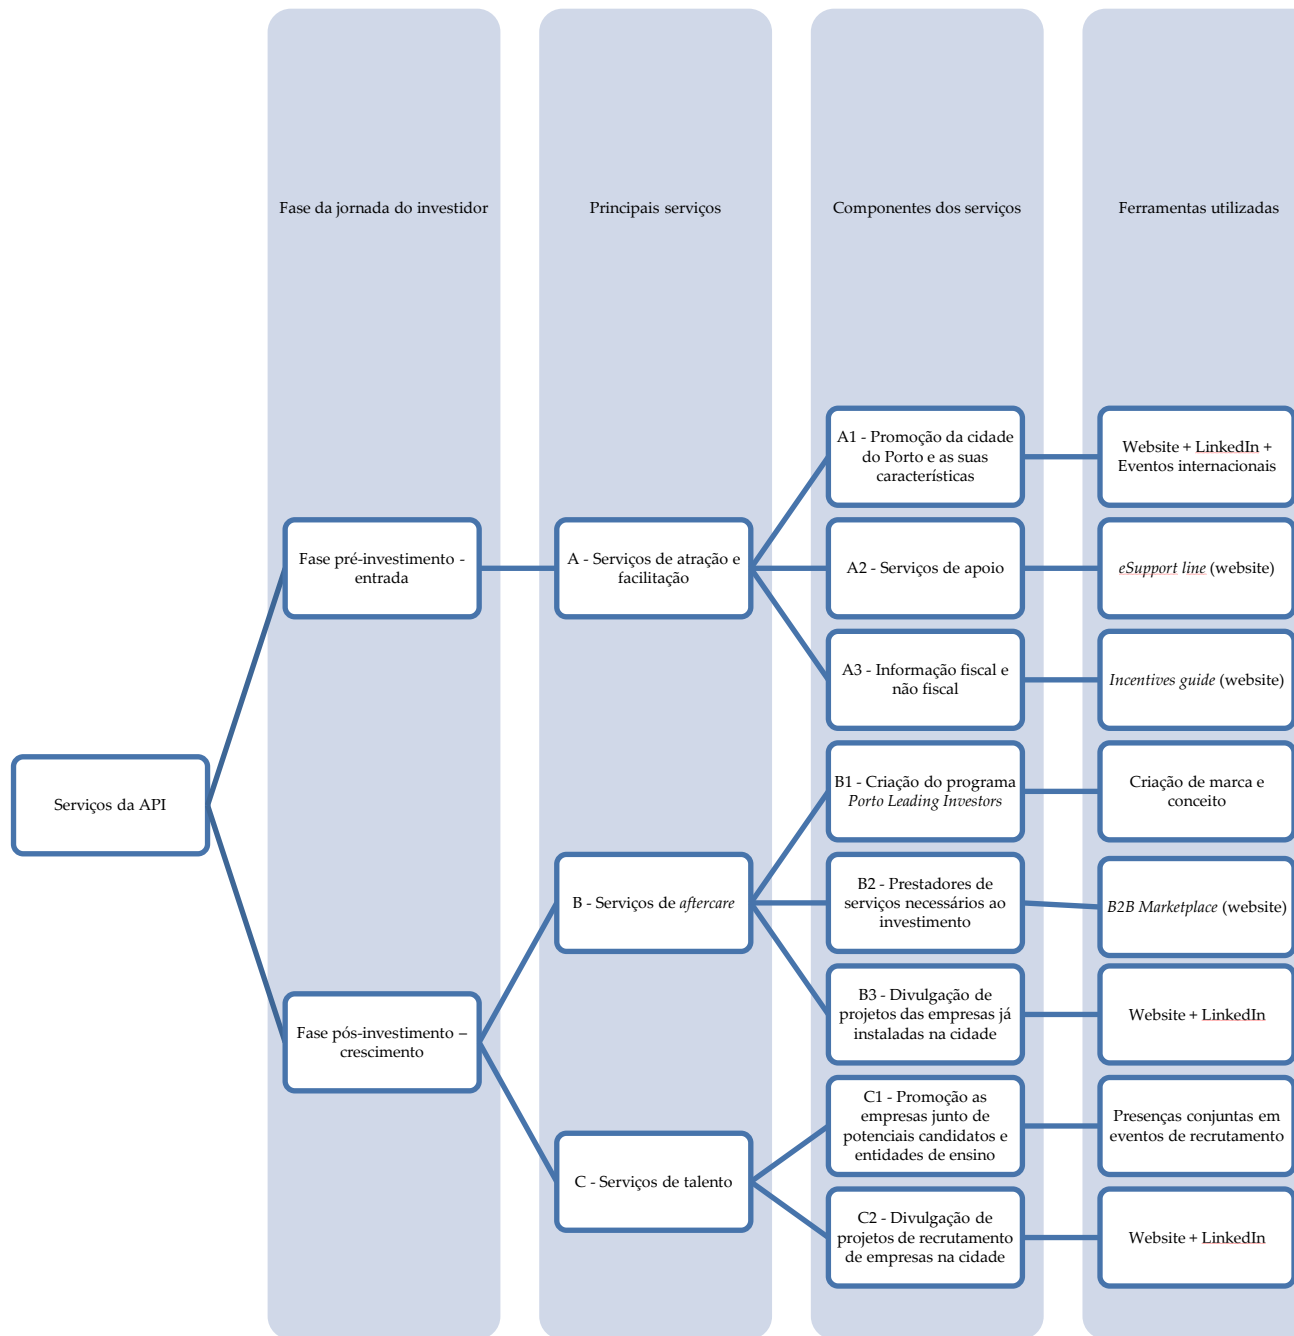 Fase da jornada do investidor
Principais serviços
Componentes dos serviços
Ferramentas utilizadas
Serviços da API
Fase pré-investimento -
entrada
A - Serviços de atração e
facilitação
A1 - Promoção da cidade
do Porto e as suas
características
Website + LinkedIn +
Eventos internacionais
A2 - Serviços de apoio
eSupport line (website)
A3 - Informação fiscal e
não fiscal
Incentives guide (website)
Fase pós-investimento –
crescimento
B - Serviços de aftercare
B1 - Criação do programa
Porto Leading Investors
Criação de marca e
conceito
B2 - Prestadores de
serviços necessários ao
investimento
B2B Marketplace (website)
B3 - Divulgação de
projetos das empresas já
instaladas na cidade
Website + LinkedIn
C - Serviços de talento
C1 - Promoção as
empresas junto de
potenciais candidatos e
entidades de ensino
Presenças conjuntas em
eventos de recrutamento
C2 - Divulgação de
projetos de recrutamento
de empresas na cidade
Website + LinkedIn